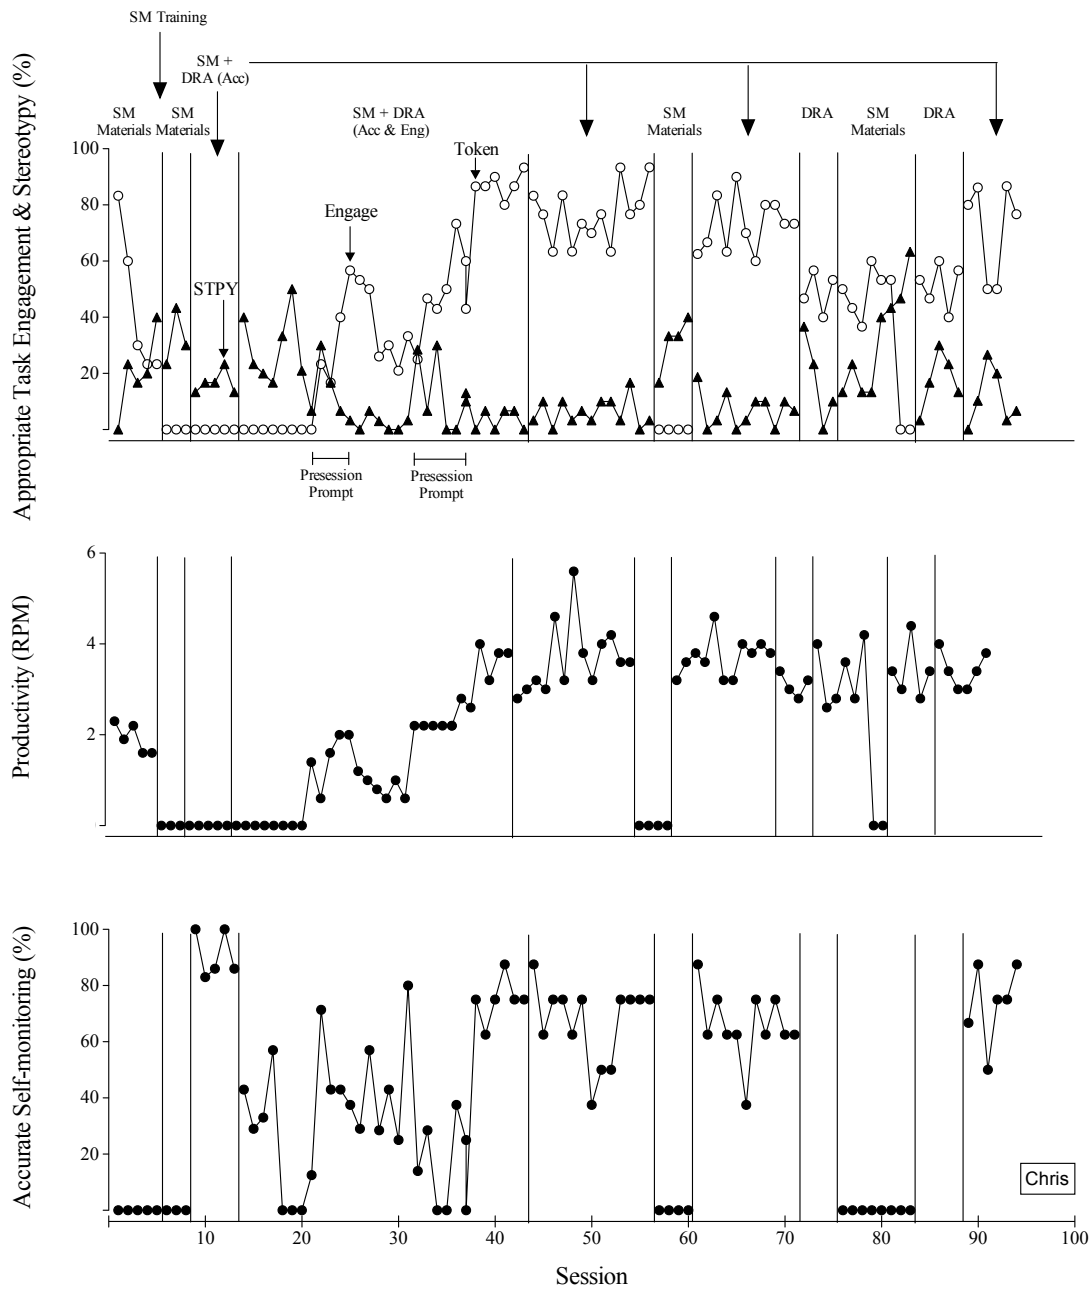 SM Training
SM +
DRA (Acc)
SM
Materials
SM
Materials
SM + DRA
(Acc & Eng)
SM
Materials
DRA
SM
Materials
DRA
Token
Engage
STPY
Appropriate Task Engagement & Stereotypy (%)
100
80
60
40
20
Presession
Prompt
Presession
Prompt
Productivity (RPM)
6
4
2
Accurate Self-monitoring (%)
100
80
60
40
20
Chris
10 20 30 40 50 60 70 80 90 100
Session